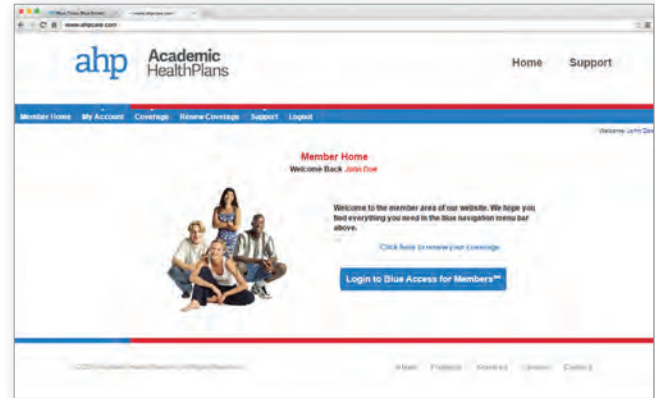 www.ahpcare.com
ahp Academic HealthPlans
Home Support
Member Home My Account Coverage Renew Coverage Support Logout
Welcome John Doe
Member Home
Welcome Back John Doe
Welcome to the member area of our website. We hope you
find everything you need in the blue navigation menu bar
above.
Click here to renew your coverage
Login to Blue Access for Members℠